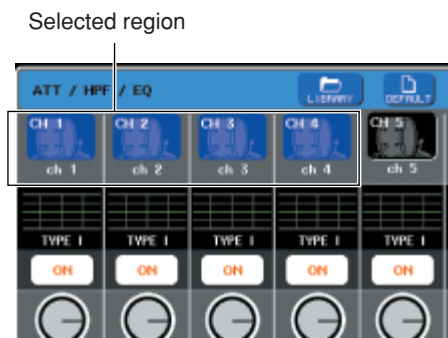 Selected region
ATT / HPF / EQ
LIBRARY
DEFAULT
CH 1 CH 2 CH 3 CH 4 CH 5
ch 1 ch 2 ch 3 ch 4 ch 5
TYPE I TYPE I TYPE I TYPE I TYPE I
ON ON ON ON ON